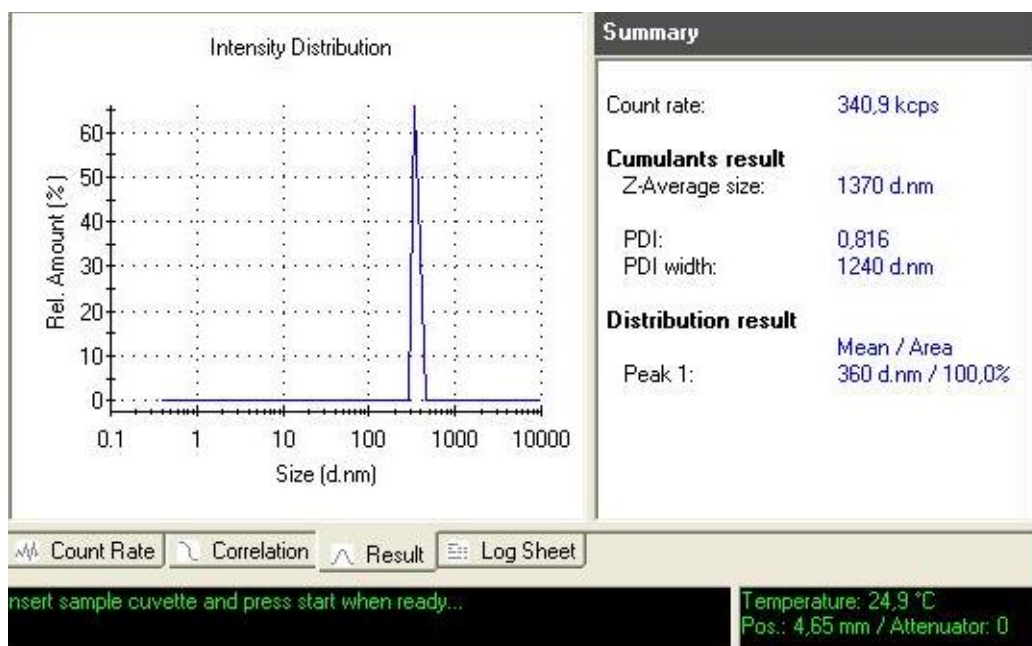 Intensity Distribution
Rel. Amount (%)
60
50
40
30
20
10
0
0.1 1 10 100 1000 10000
Size (d.nm)
Summary
Count rate: 340,9 kcps
Cumulants result
Z-Average size: 1370 d.nm
PDI: 0,816
PDI width: 1240 d.nm
Distribution result
Mean / Area
Peak 1: 360 d.nm / 100,0%
Count Rate Correlation Result Log Sheet
nsert sample cuvette and press start when ready...
Temperature: 24,9 °C
Pos.: 4,65 mm / Attenuator: 0